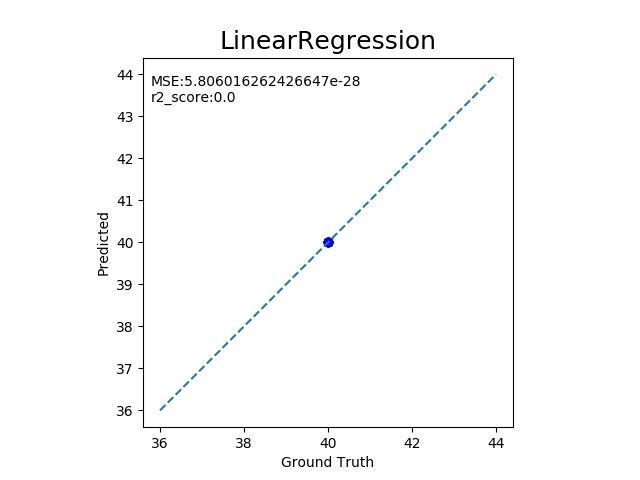 LinearRegression
MSE:5.806016262426647e-28
r2_score:0.0
44
43
42
41
40
39
38
37
36
Predicted
36 38 40 42 44
Ground Truth